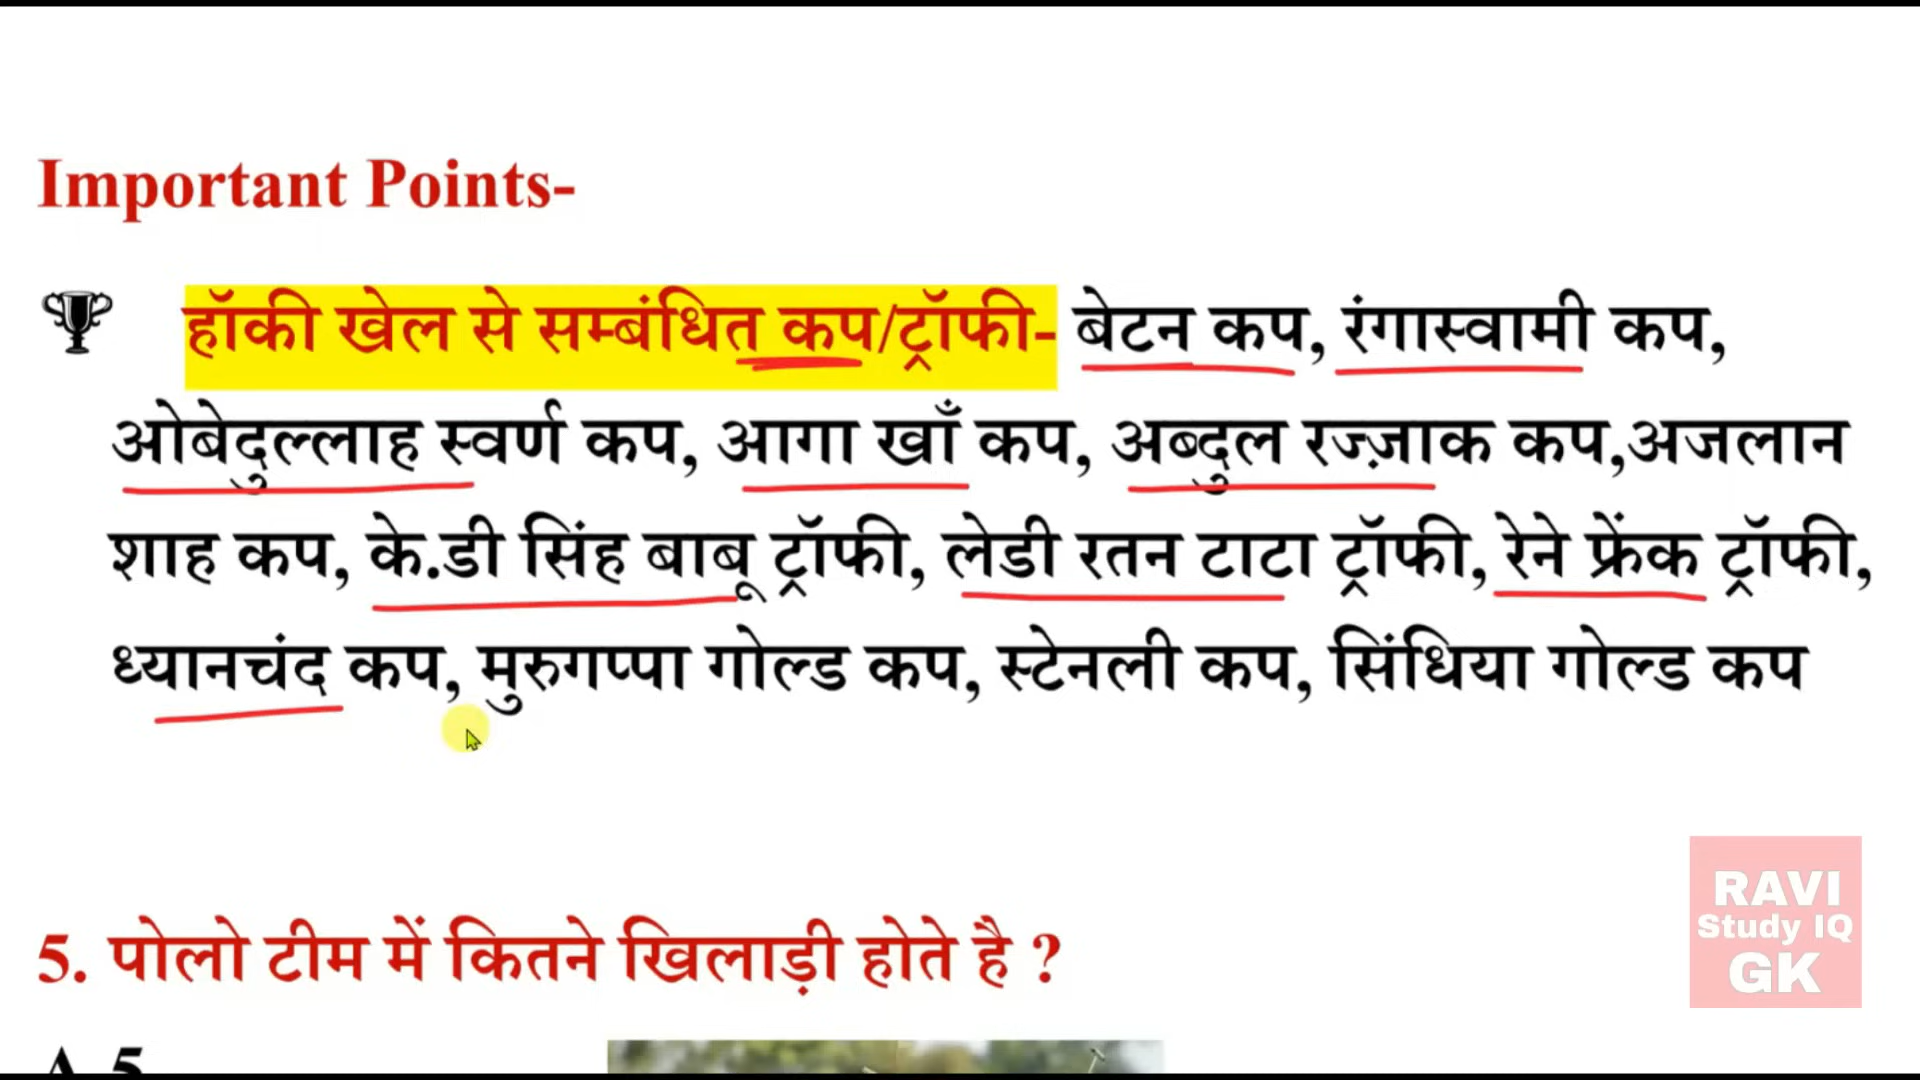 Important Points-
हॉकी खेल से सम्बंधित कप/ट्रॉफी- बेटन कप, रंगास्वामी कप,
ओबेदुल्लाह स्वर्ण कप, आगा खाँ कप, अब्दुल रज्ज़ाक कप,अजलान
शाह कप, के.डी सिंह बाबू ट्रॉफी, लेडी रतन टाटा ट्रॉफी, रेने फ्रेंक ट्रॉफी,
ध्यानचंद कप, मुरुगप्पा गोल्ड कप, स्टेनली कप, सिंधिया गोल्ड कप
5. पोलो टीम में कितने खिलाड़ी होते है ?
A 5
RAVI
Study IQ
GK